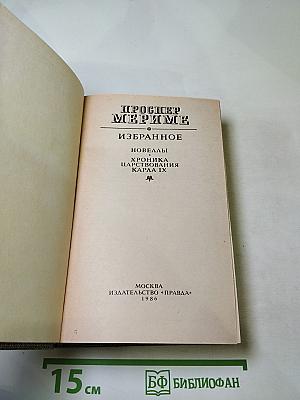 ПРОСПЕР
МЕРИМЕ
ИЗБРАННОЕ
НОВЕЛЛЫ
ХРОНИКА
ЦАРСТВОВАНИЯ
КАРЛА IX
МОСКВА
ИЗДАТЕЛЬСТВО «ПРАВДА»
1986
15 см
БФ БИБЛИОФАН